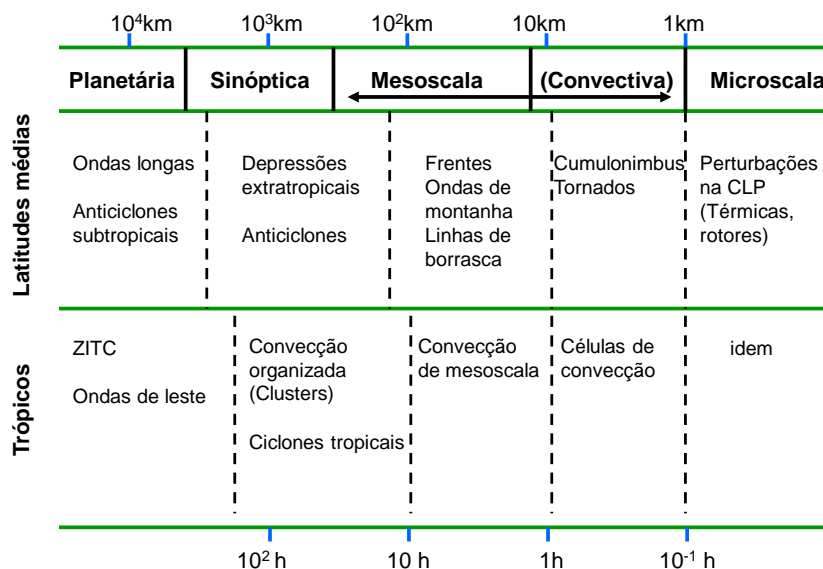 10⁴km 10³km 10²km 10km 1km
Planetária Sinóptica Mesoscala (Convectiva) Microscala
Latitudes médias
Ondas longas
Anticiclones
subtropicais
Depressões
extratropicais
Anticiclones
Frentes
Ondas de
montanha
Linhas de
borrasca
Cumulonimbus
Tornados
Perturbações
na CLP
(Térmicas,
rotores)
Trópicos
ZITC
Ondas de leste
Convecção
organizada
(Clusters)
Ciclones tropicais
Convecção
de mesoscala
Células de
convecção
idem
10² h 10 h 1h 10⁻¹ h